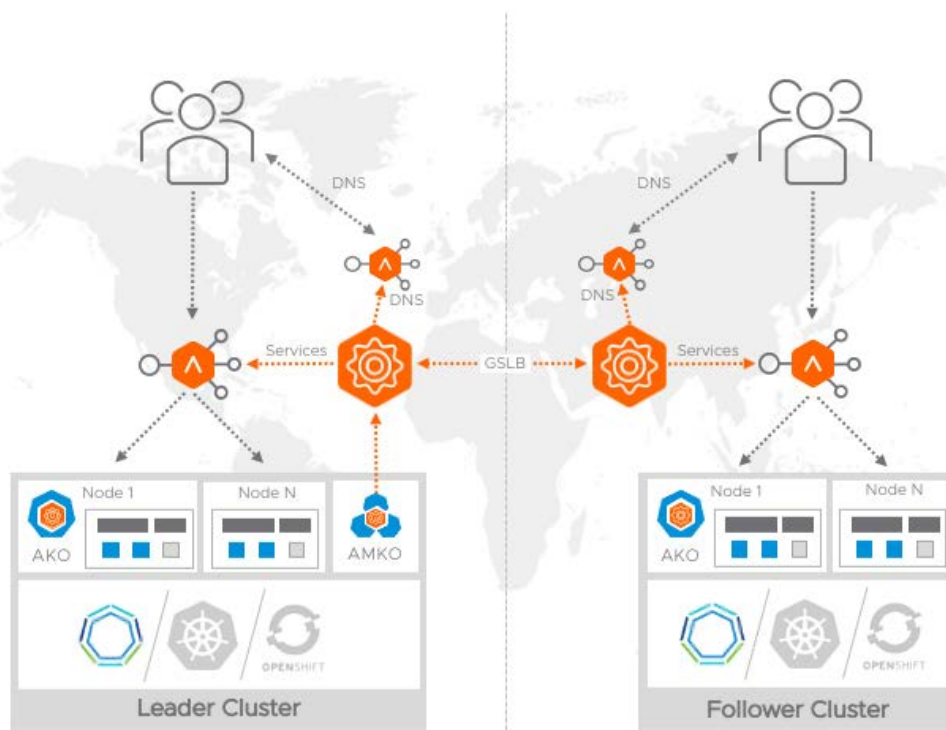 DNS
DNS
DNS
DNS
Services
GSLB
Services
Node 1
Node N
AKO
AMKO
OPENSHIFT
Leader Cluster
Node 1
Node N
AKO
OPENSHIFT
Follower Cluster